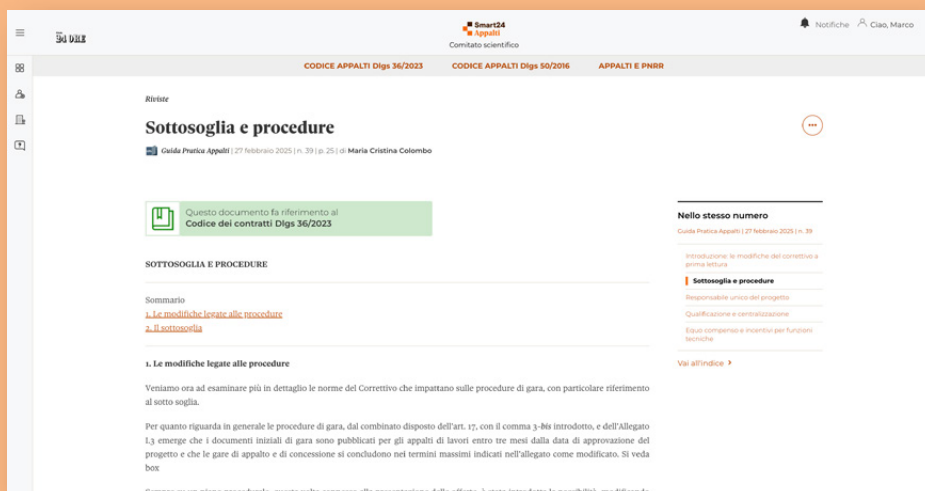 24 ORE
Smart24
Appalti
Comitato scientifico
Notifiche
Ciao, Marco
CODICE APPALTI Dlgs 36/2023
CODICE APPALTI Dlgs 50/2016
APPALTI E PNRR
Riviste
Sottosoglia e procedure
Guida Pratica Appalti | 27 febbraio 2025 | n. 39 | p. 25 | di Maria Cristina Colombo
Questo documento fa riferimento al
Codice dei contratti Dlgs 36/2023
SOTTOSOGLIA E PROCEDURE
Sommario
1. Le modifiche legate alle procedure
2. Il sottosoglia
1. Le modifiche legate alle procedure
Veniamo ora ad esaminare più in dettaglio le norme del Correttivo che impattano sulle procedure di gara, con particolare riferimento
al sotto soglia.
Per quanto riguarda in generale le procedure di gara, dal combinato disposto dell'art. 17, con il comma 3-bis introdotto, e dell'Allegato
I.3 emerge che i documenti iniziali di gara sono pubblicati per gli appalti di lavori entro tre mesi dalla data di approvazione del
progetto e che le gare di appalto e di concessione si concludono nei termini massimi indicati nell'allegato come modificato. Si veda
box
Nello stesso numero
Guida Pratica Appalti | 27 febbraio 2025 | n. 39
Introduzione: le modifiche del correttivo a
prima lettura
Sottosoglia e procedure
Responsabile unico del progetto
Qualificazione e centralizzazione
Equo compenso e incentivi per funzioni
tecniche
Vai all'indice